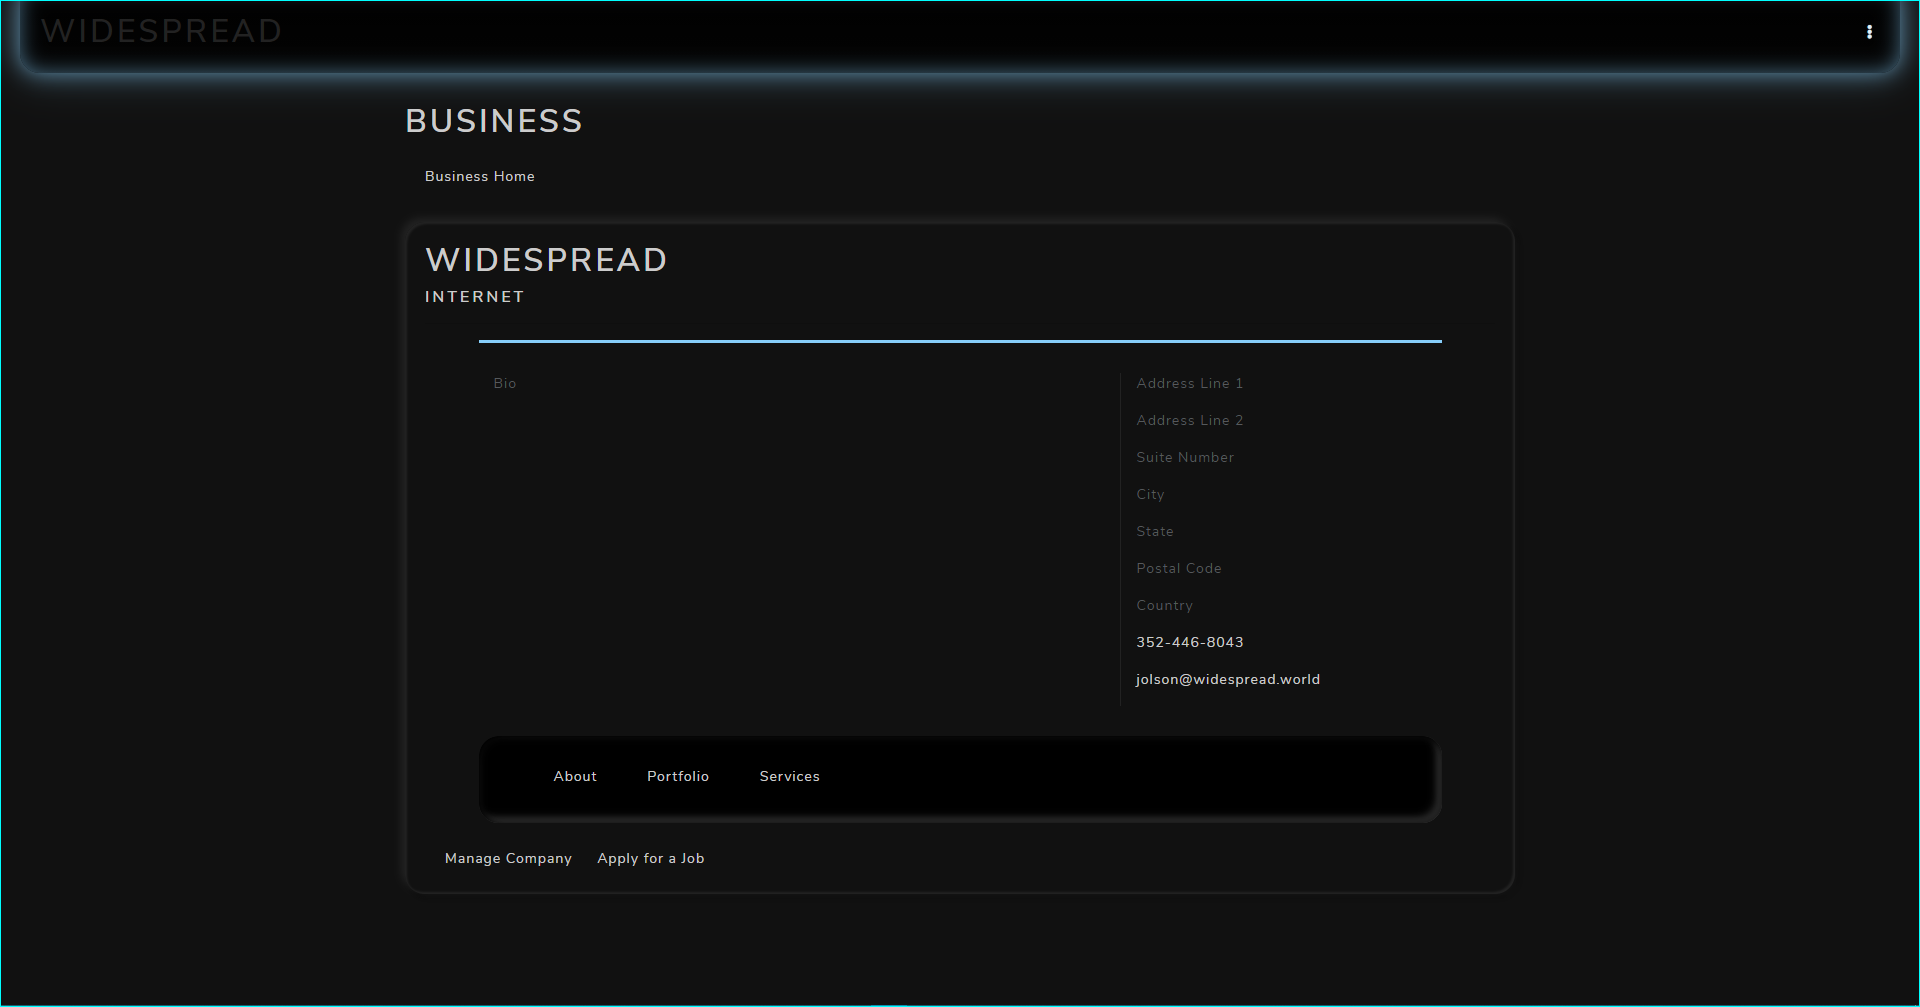 WIDESPREAD
BUSINESS
Business Home
WIDESPREAD
INTERNET
Bio
Address Line 1
Address Line 2
Suite Number
City
State
Postal Code
Country
352-446-8043
jolson@widespread.world
About Portfolio Services
Manage Company Apply for a Job